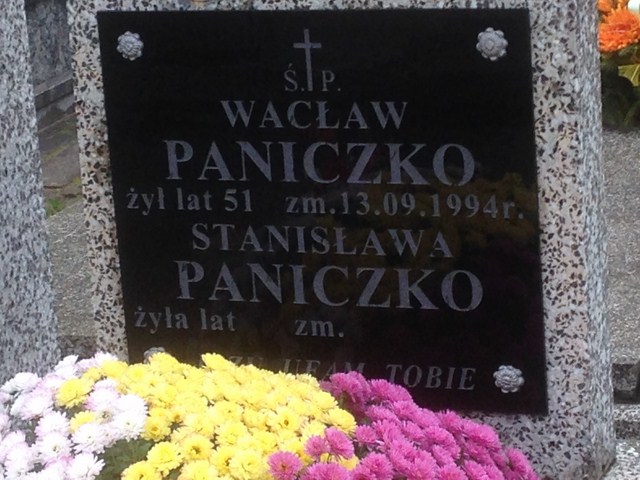 Ś. P.
WACŁAW
PANICZKO
żył lat 51 zm.13.09.1994r.
STANISŁAWA
PANICZKO
żyła lat zm.
UFAM TOBIE